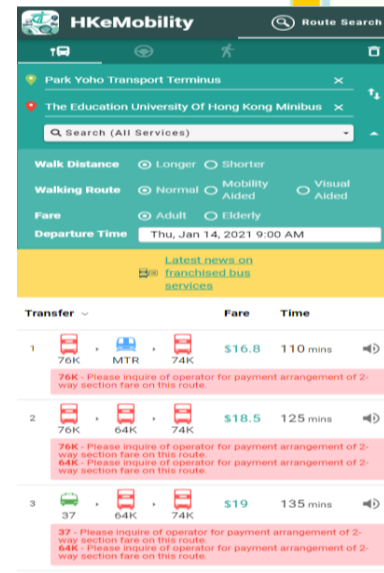 HKeMobility
Route Search
Park Yoho Transport Terminus
The Education University Of Hong Kong Minibus
Search (All Services)
Walk Distance Longer Shorter
Walking Route Normal Mobility Aided Visual Aided
Fare Adult Elderly
Departure Time Thu, Jan 14, 2021 9:00 AM
Latest news on
franchised bus
services
Transfer Fare Time
1 76K MTR 74K $16.8 110 mins
76K - Please inquire of operator for payment arrangement of 2-
way section fare on this route.
2 76K 64K 74K $18.5 125 mins
76K - Please inquire of operator for payment arrangement of 2-
way section fare on this route.
64K - Please inquire of operator for payment arrangement of 2-
way section fare on this route.
3 37 64K 74K $19 135 mins
37 - Please inquire of operator for payment arrangement of 2-
way section fare on this route.
64K - Please inquire of operator for payment arrangement of 2-
way section fare on this route.